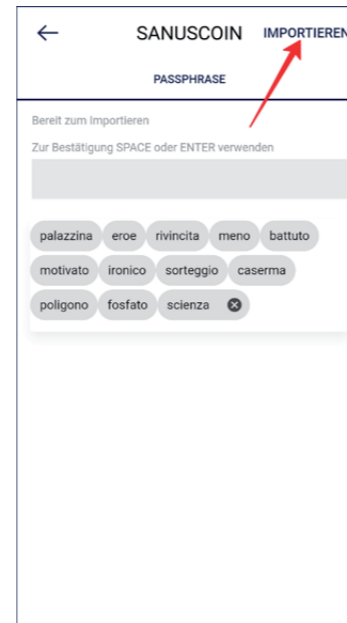 SANUSCOIN IMPORTIEREN
PASSPHRASE
Bereit zum Importieren
Zur Bestätigung SPACE oder ENTER verwenden
palazzina eroe rivincita meno battuto
motivato ironico sorteggio caserma
poligono fosfato scienza